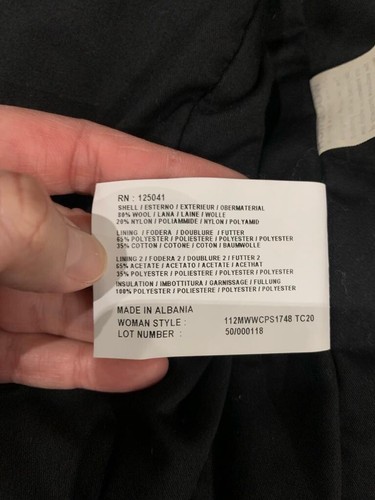 RN : 125041
SHELL / ESTERNO / EXTERIEUR / OBERMATERIAL
80% WOOL / LANA / LAINE / WOLLE
20% NYLON / POLIAMMIDE / NYLON / POLYAMID
LINING / FODERA / DOUBLURE / FUTTER
65% POLYESTER / POLIESTERE / POLYESTER / POLYESTER
35% COTTON / COTONE / COTON / BAUMWOLLE
LINING 2 / FODERA 2 / DOUBLURE 2 / FUTTER 2
65% ACETATE / ACETATO / ACETATE / ACETHAT
35% POLYESTER / POLIESTERE / POLYESTER / POLYESTER
INSULATION / IMBOTTITURA / GARNISSAGE / FULLUNG
100% POLYESTER / POLIESTERE / POLYESTER / POLYESTER
MADE IN ALBANIA
WOMAN STYLE : 112MWWCPS1748 TC20
LOT NUMBER : 50/000118